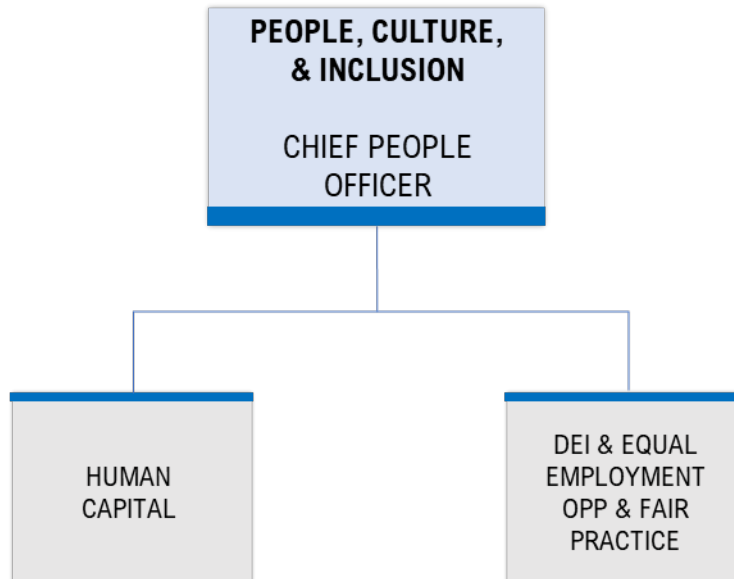 PEOPLE, CULTURE,
& INCLUSION
CHIEF PEOPLE
OFFICER
HUMAN
CAPITAL
DEI & EQUAL
EMPLOYMENT
OPP & FAIR
PRACTICE